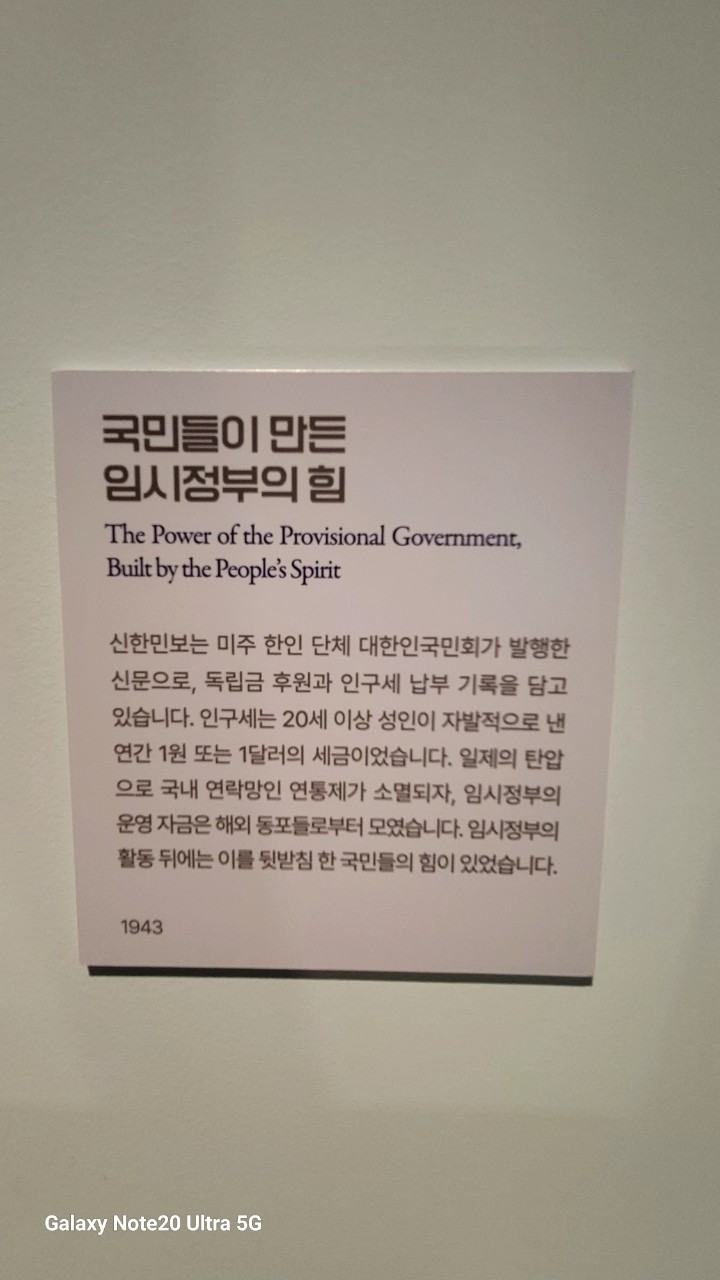 국민들이 만든
임시정부의 힘
The Power of the Provisional Government,
Built by the People's Spirit
신한민보는 미주 한인 단체 대한인국민회가 발행한
신문으로, 독립금 후원과 인구세 납부 기록을 담고
있습니다. 인구세는 20세 이상 성인이 자발적으로 낸
연간 1원 또는 1달러의 세금이었습니다. 일제의 탄압
으로 국내 연락망인 연통제가 소멸되자, 임시정부의
운영 자금은 해외 동포들로부터 모였습니다. 임시정부의
활동 뒤에는 이를 뒷받침 한 국민들의 힘이 있었습니다.
1943
Galaxy Note20 Ultra 5G